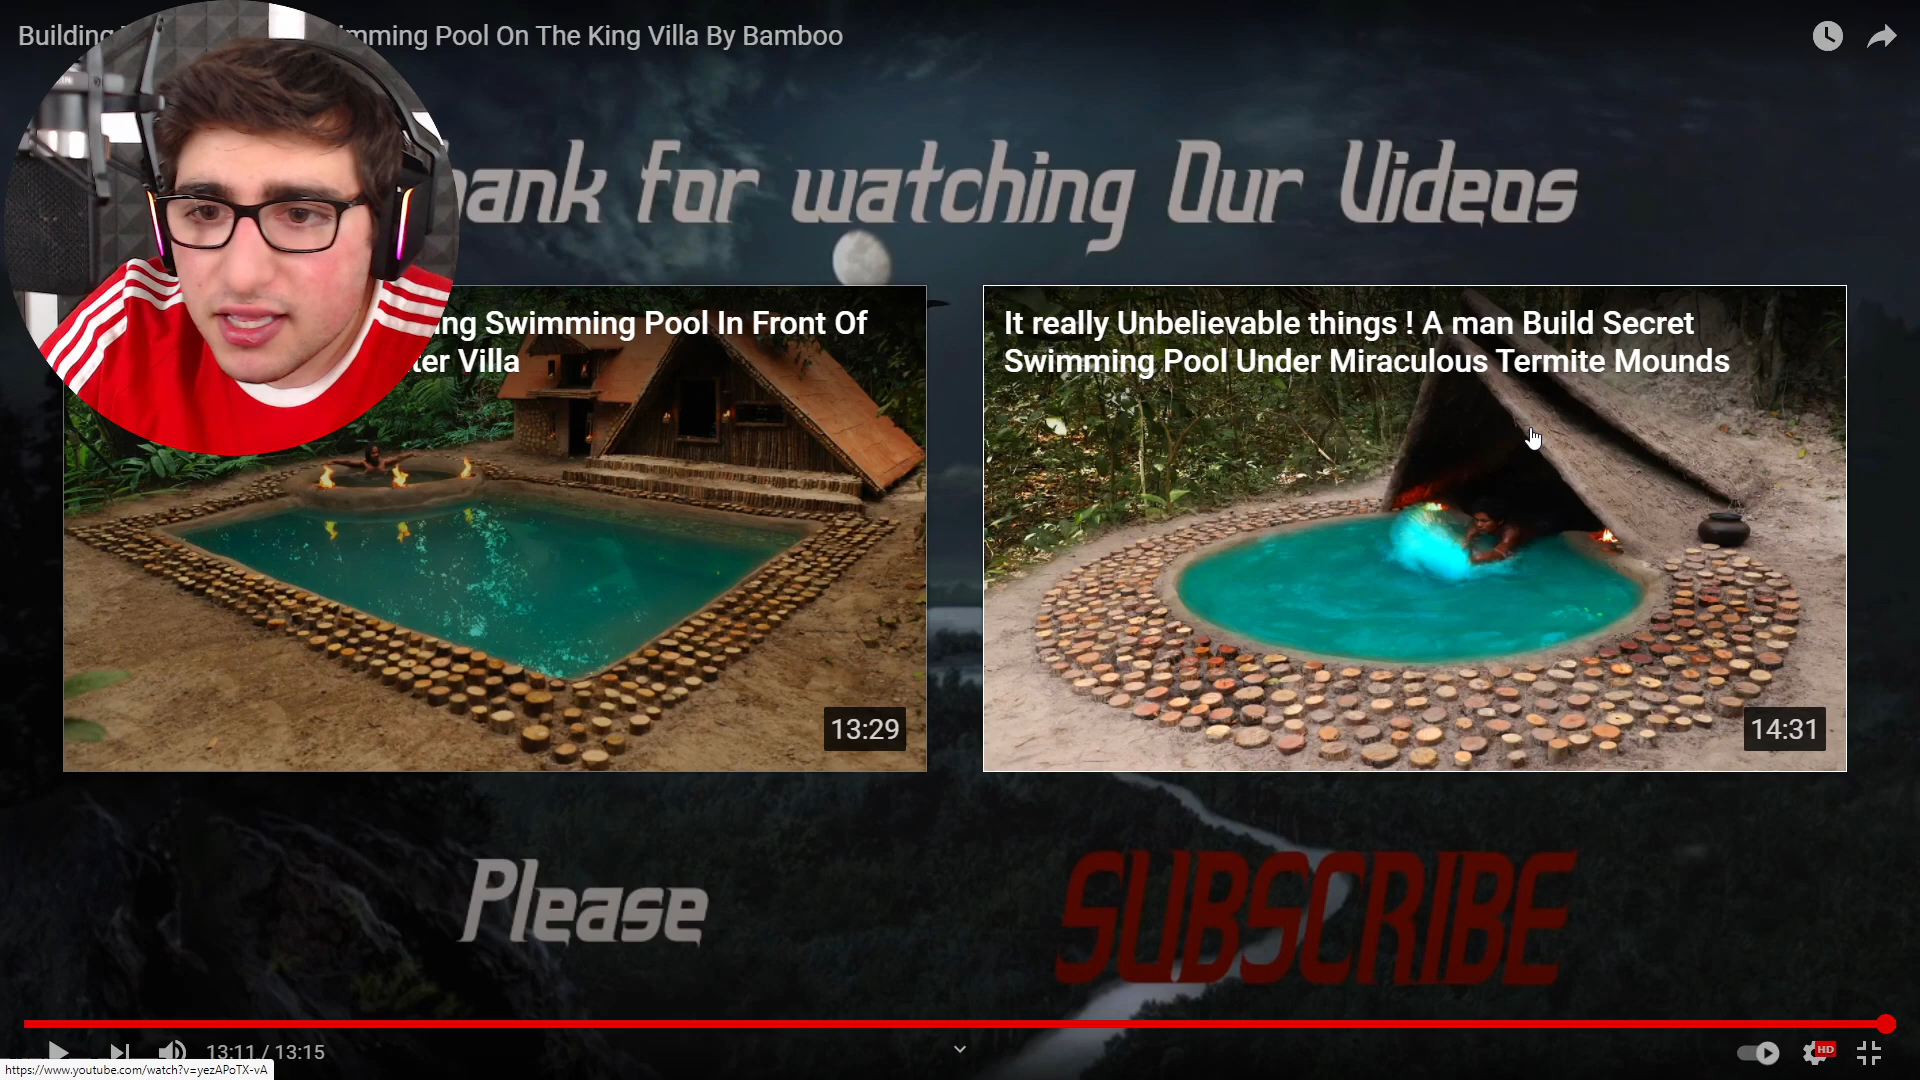 Building
mming Pool On The King Villa By Bamboo
hank for watching Our Videos
ing Swimming Pool In Front Of
ter Villa
13:29
It really Unbelievable things ! A man Build Secret
Swimming Pool Under Miraculous Termite Mounds
14:31
Please
SUBSCRIBE
13:11 / 13:15
HD
https://www.youtube.com/watch?v=yezAPoTX-vA